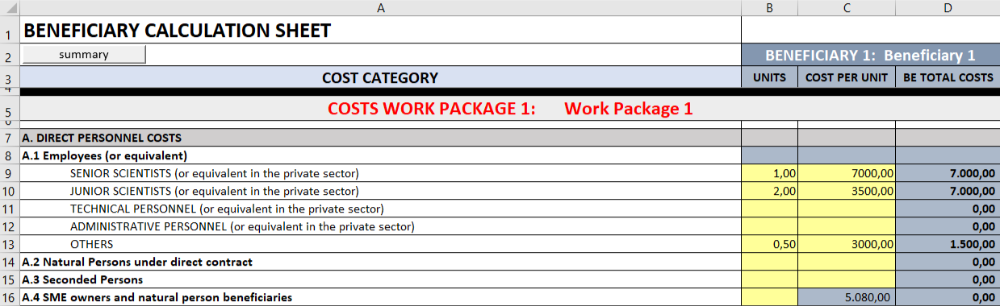 A B C D
1 BENEFICIARY CALCULATION SHEET
2 summary BENEFICIARY 1: Beneficiary 1
3 COST CATEGORY UNITS COST PER UNIT BE TOTAL COSTS
4
5 COSTS WORK PACKAGE 1: Work Package 1
6
7 A. DIRECT PERSONNEL COSTS
8 A.1 Employees (or equivalent)
9 SENIOR SCIENTISTS (or equivalent in the private sector) 1,00 7000,00 7.000,00
10 JUNIOR SCIENTISTS (or equivalent in the private sector) 2,00 3500,00 7.000,00
11 TECHNICAL PERSONNEL (or equivalent in the private sector) 0,00
12 ADMINISTRATIVE PERSONNEL (or equivalent in the private sector) 0,00
13 OTHERS 0,50 3000,00 1.500,00
14 A.2 Natural Persons under direct contract 0,00
15 A.3 Seconded Persons 0,00
16 A.4 SME owners and natural person beneficiaries 5.080,00 0,00